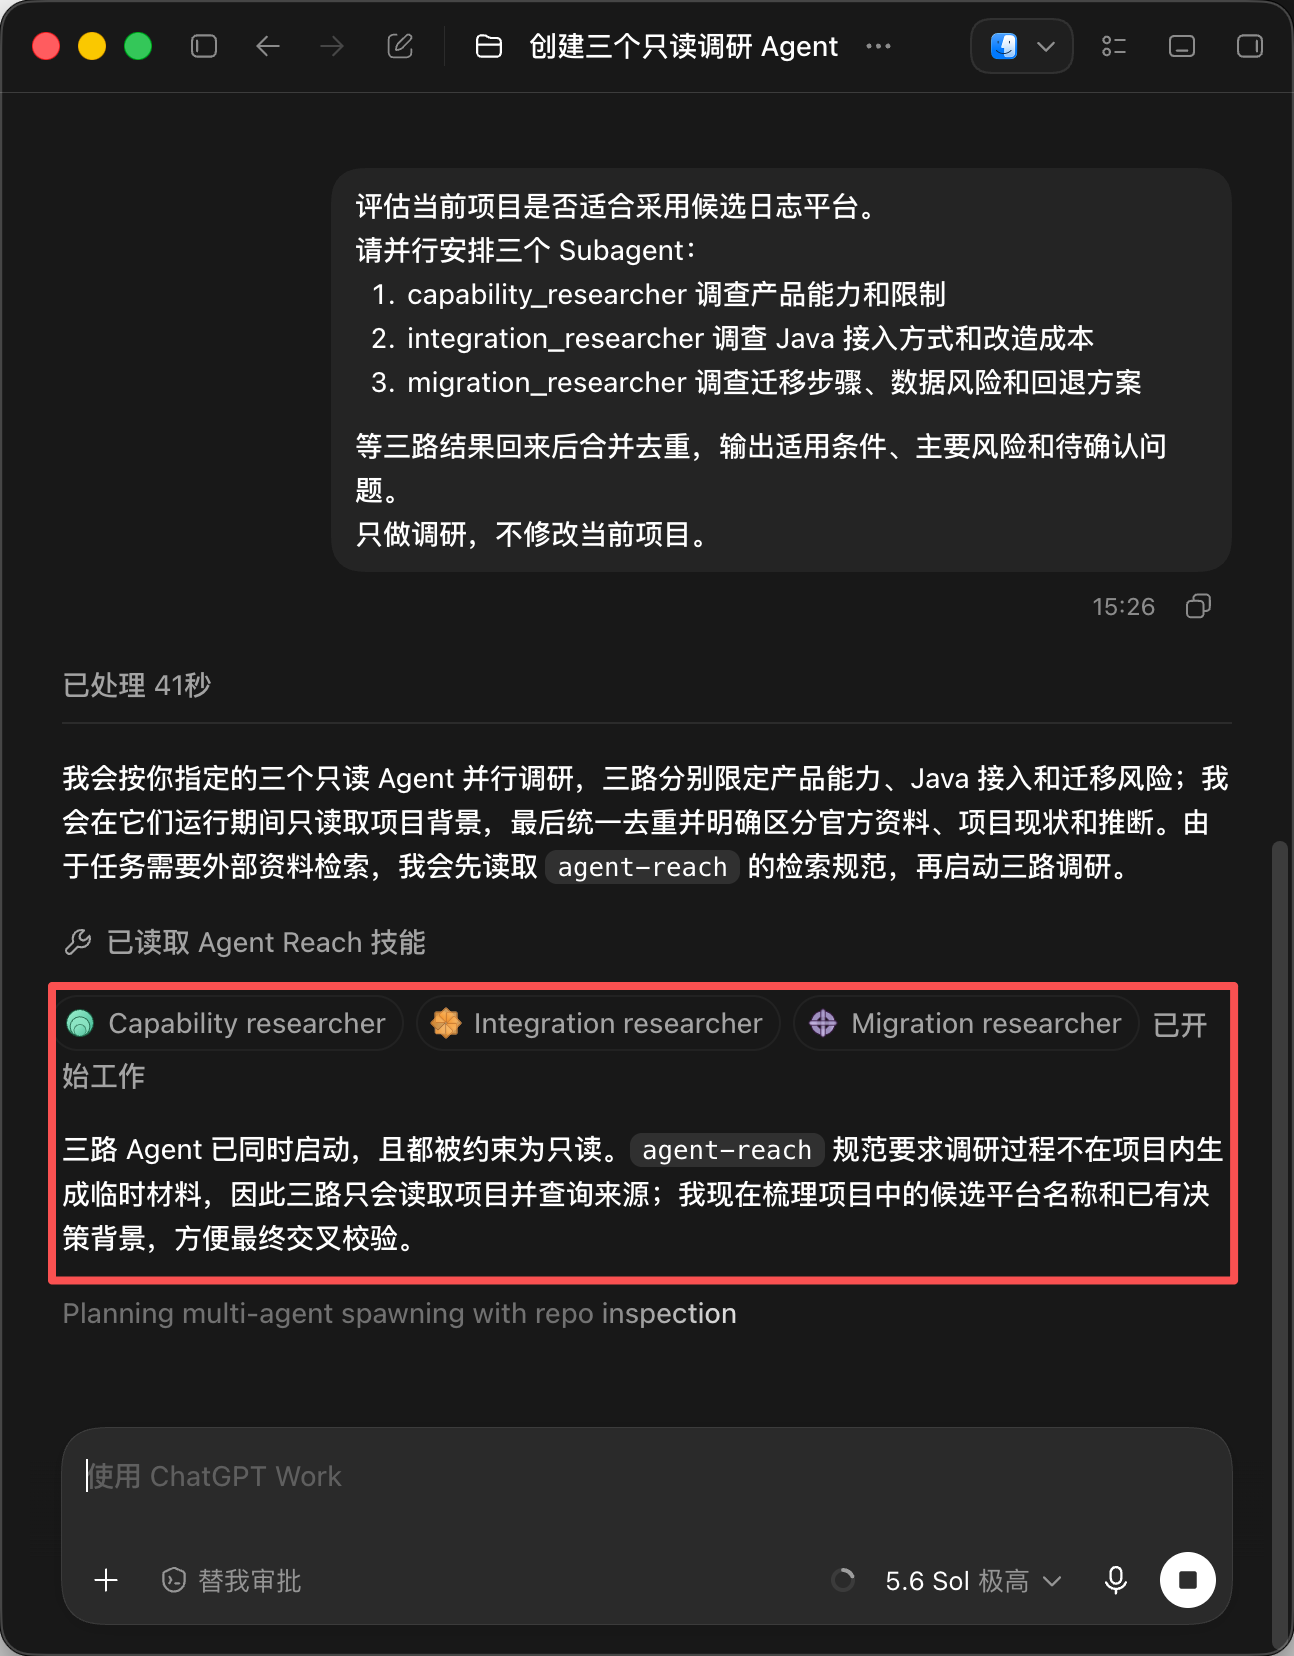 创建三个只读调研 Agent
评估当前项目是否适合采用候选日志平台。
请并行安排三个 Subagent：
1. capability_researcher 调查产品能力和限制
2. integration_researcher 调查 Java 接入方式和改造成本
3. migration_researcher 调查迁移步骤、数据风险和回退方案
等三路结果回来后合并去重，输出适用条件、主要风险和待确认问
题。
只做调研，不修改当前项目。
15:26
已处理 41秒
我会按你指定的三个只读 Agent 并行调研，三路分别限定产品能力、Java 接入和迁移风险；我
会在它们运行期间只读取项目背景，最后统一去重并明确区分官方资料、项目现状和推断。由
于任务需要外部资料检索，我会先读取 agent-reach 的检索规范，再启动三路调研。
已读取 Agent Reach 技能
Capability researcher Integration researcher Migration researcher 已开
始工作
三路 Agent 已同时启动，且都被约束为只读。agent-reach 规范要求调研过程不在项目内生
成临时材料，因此三路只会读取项目并查询来源；我现在梳理项目中的候选平台名称和已有决
策背景，方便最终交叉校验。
Planning multi-agent spawning with repo inspection
使用 ChatGPT Work
替我审批 5.6 Sol 极高